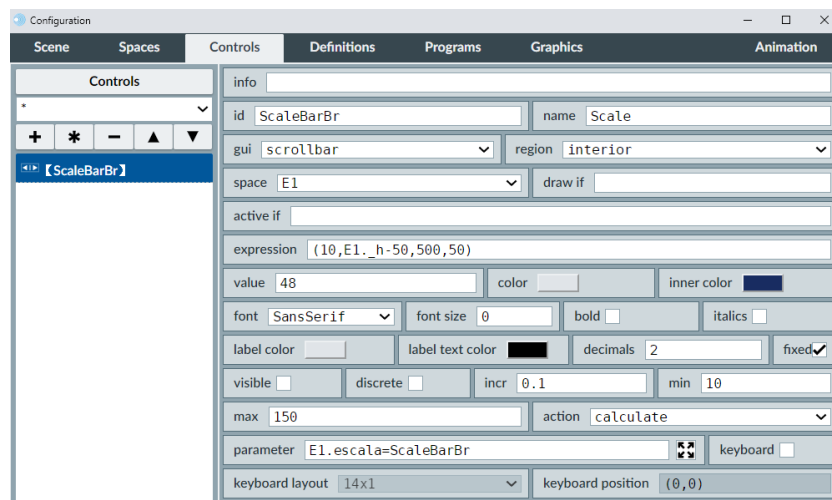 Configuration
Scene Spaces Controls Definitions Programs Graphics Animation
Controls
*
+ * − ▲ ▼
【ScaleBarBr】
info
id ScaleBarBr name Scale
gui scrollbar region interior
space E1 draw if
active if
expression (10,E1._h-50,500,50)
value 48 color inner color
font SansSerif font size 0 bold italics
label color label text color decimals 2 fixed
visible discrete incr 0.1 min 10
max 150 action calculate
parameter E1.escala=ScaleBarBr keyboard
keyboard layout 14x1 keyboard position (0,0)